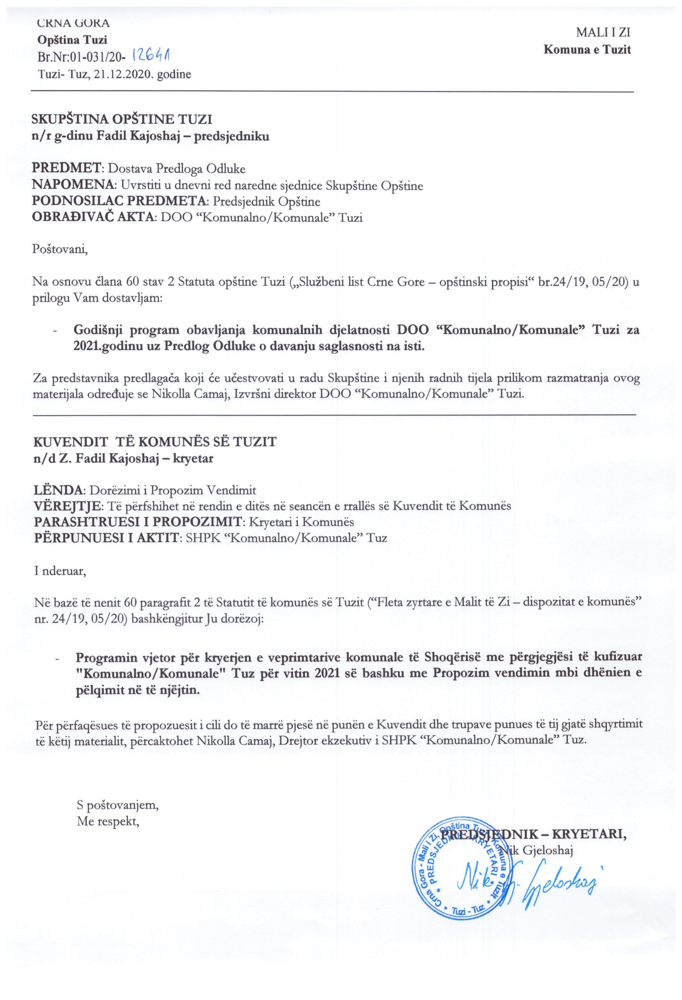 CRNA GORA
Opština Tuzi
Br.Nr:01-031/20- 12641
Tuzi- Tuz, 21.12.2020. godine
MALI I ZI
Komuna e Tuzit
SKUPŠTINA OPŠTINE TUZI
n/r g-dinu Fadil Kajoshaj – predsjedniku
PREDMET: Dostava Predloga Odluke
NAPOMENA: Uvrstiti u dnevni red naredne sjednice Skupštine Opštine
PODNOSILAC PREDMETA: Predsjednik Opštine
OBRAĐIVAČ AKTA: DOO “Komunalno/Komunale” Tuzi
Poštovani,
Na osnovu člana 60 stav 2 Statuta opštine Tuzi („Službeni list Crne Gore – opštinski propisi“ br.24/19, 05/20) u
prilogu Vam dostavljam:
- Godišnji program obavljanja komunalnih djelatnosti DOO “Komunalno/Komunale” Tuzi za
2021.godinu uz Predlog Odluke o davanju saglasnosti na isti.
Za predstavnika predlagača koji će učestvovati u radu Skupštine i njenih radnih tijela prilikom razmatranja ovog
materijala određuje se Nikolla Camaj, Izvršni direktor DOO “Komunalno/Komunale” Tuzi.
KUVENDIT TË KOMUNËS SË TUZIT
n/d Z. Fadil Kajoshaj – kryetar
LËNDA: Dorëzimi i Propozim Vendimit
VËREJTJE: Të përfshihet në rendin e ditës në seancën e rrallës së Kuvendit të Komunës
PARASHTRUESI I PROPOZIMIT: Kryetari i Komunës
PËRPUNUESI I AKTIT: SHPK “Komunalno/Komunale” Tuz
I nderuar,
Në bazë të nenit 60 paragrafit 2 të Statutit të komunës së Tuzit (“Fleta zyrtare e Malit të Zi – dispozitat e komunës”
nr. 24/19, 05/20) bashkëngjitur Ju dorëzoj:
- Programin vjetor për kryerjen e veprimtarive komunale të Shoqërisë me përgjegjësi të kufizuar
"Komunalno/Komunale" Tuz për vitin 2021 së bashku me Propozim vendimin mbi dhënien e
pëlqimit në të njëjtin.
Për përfaqësues të propozuesit i cili do të marrë pjesë në punën e Kuvendit dhe trupave punues të tij gjatë shqyrtimit
të këtij materialit, përcaktohet Nikolla Camaj, Drejtor ekzekutiv i SHPK “Komunalno/Komunale” Tuz.
S poštovanjem,
Me respekt,
PREDSJEDNIK – KRYETARI,
Nik Gjeloshaj
Crna Gora - Mali i Zi, Opština Tuzi - Komuna e Tuzit * Tuzi - Tuz *
* PREDSJEDNIK - KRYETARI *
Nik Gjeloshaj